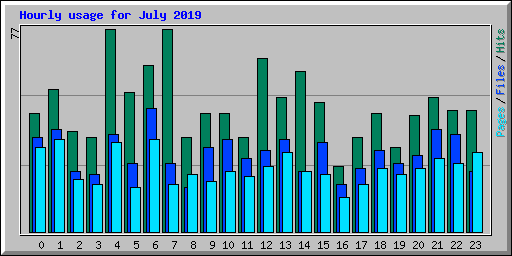 Hourly usage for July 2019
77
Pages/Files/Hits
0 1 2 3 4 5 6 7 8 9 10 11 12 13 14 15 16 17 18 19 20 21 22 23